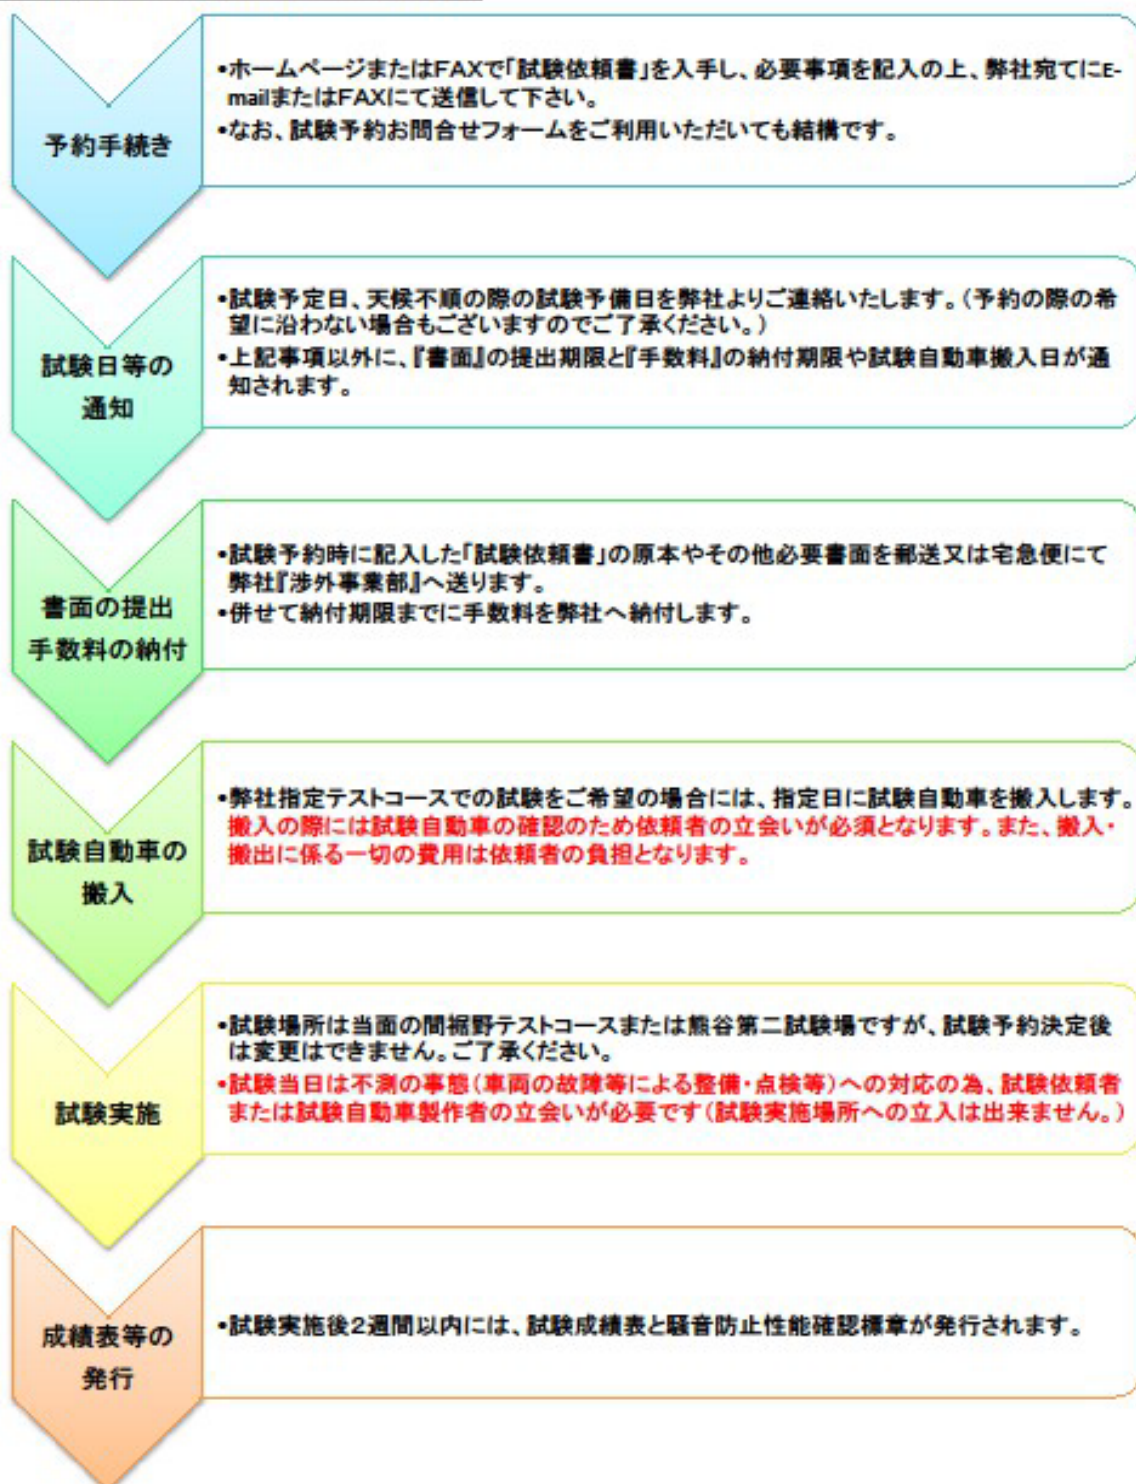 予約手続き
•ホームページまたはFAXで「試験依頼書」を入手し、必要事項を記入の上、弊社宛てにE-
mailまたはFAXにて送信して下さい。
•なお、試験予約お問合せフォームをご利用いただいても結構です。
試験日等の
通知
•試験予定日、天候不順の際の試験予備日を弊社よりご連絡いたします。(予約の際の希
望に沿わない場合もございますのでご了承ください。)
•上記事項以外に、『書面』の提出期限と『手数料』の納付期限や試験自動車搬入日が通
知されます。
書面の提出
手数料の納付
•試験予約時に記入した「試験依頼書」の原本やその他必要書面を郵送又は宅急便にて
弊社『渉外事業部』へ送ります。
•併せて納付期限までに手数料を弊社へ納付します。
試験自動車の
搬入
•弊社指定テストコースでの試験をご希望の場合には、指定日に試験自動車を搬入します。
搬入の際には試験自動車の確認のため依頼者の立会いが必須となります。また、搬入・
搬出に係る一切の費用は依頼者の負担となります。
試験実施
•試験場所は当面の間裾野テストコースまたは熊谷第二試験場ですが、試験予約決定後
は変更はできません。ご了承ください。
•試験当日は不測の事態(車両の故障等による整備・点検等)への対応の為、試験依頼者
または試験自動車製作者の立会いが必要です(試験実施場所への立入は出来ません。)
成績表等の
発行
•試験実施後2週間以内には、試験成績表と騒音防止性能確認標章が発行されます。